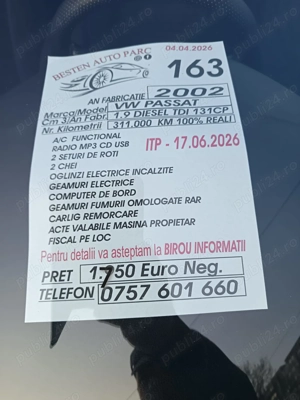 BESTEN AUTO PARC
04.04.2026
163
AN FABRICATIE 2002
Marca/Model VW PASSAT
Cm 3/An Fabr. 1.9 DIESEL TDI 131CP
Nr. Kilometrii 311.000 KM 100% REALI
A/C FUNCTIONAL
RADIO MP3 CD USB
2 SETURI DE ROTI
2 CHEI
ITP - 17.06.2026
OGLINZI ELECTRICE INCALZITE
GEAMURI ELECTRICE
COMPUTER DE BORD
GEAMURI FUMURII OMOLOGATE RAR
CARLIG REMORCARE
ACTE VALABILE MASINA PROPIETAR
FISCAL PE LOC
Pentru detalii va asteptam la BIROU INFORMATII
PRET 1750 Euro Neg.
TELEFON 0757 601 660